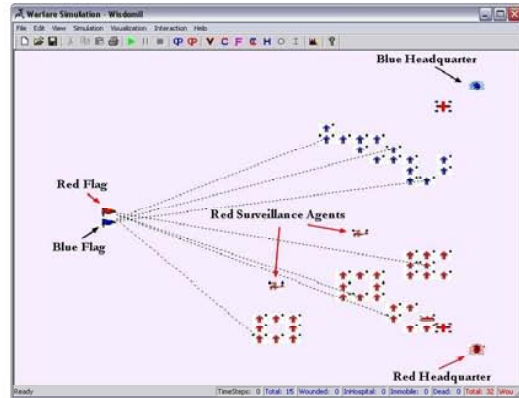 Warfare Simulation - WISDOMII
File Edit View Simulation Visualization Interaction Help
V C F C H O I
Blue Headquarter
Red Flag
Red Surveillance Agents
Blue Flag
Red Headquarter
Ready TimeSteps: 0 Total: 15 Wounded: 0 InHospital: 0 Immobile: 0 Dead: 0 Total: 32 Wou